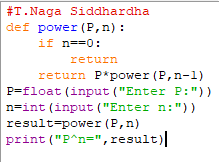 #T.Naga Siddhardha
def power(P,n):
    if n==0:
        return
    return P*power(P,n-1)
P=float(input("Enter P:"))
n=int(input("Enter n:"))
result=power(P,n)
print("P^n=",result)